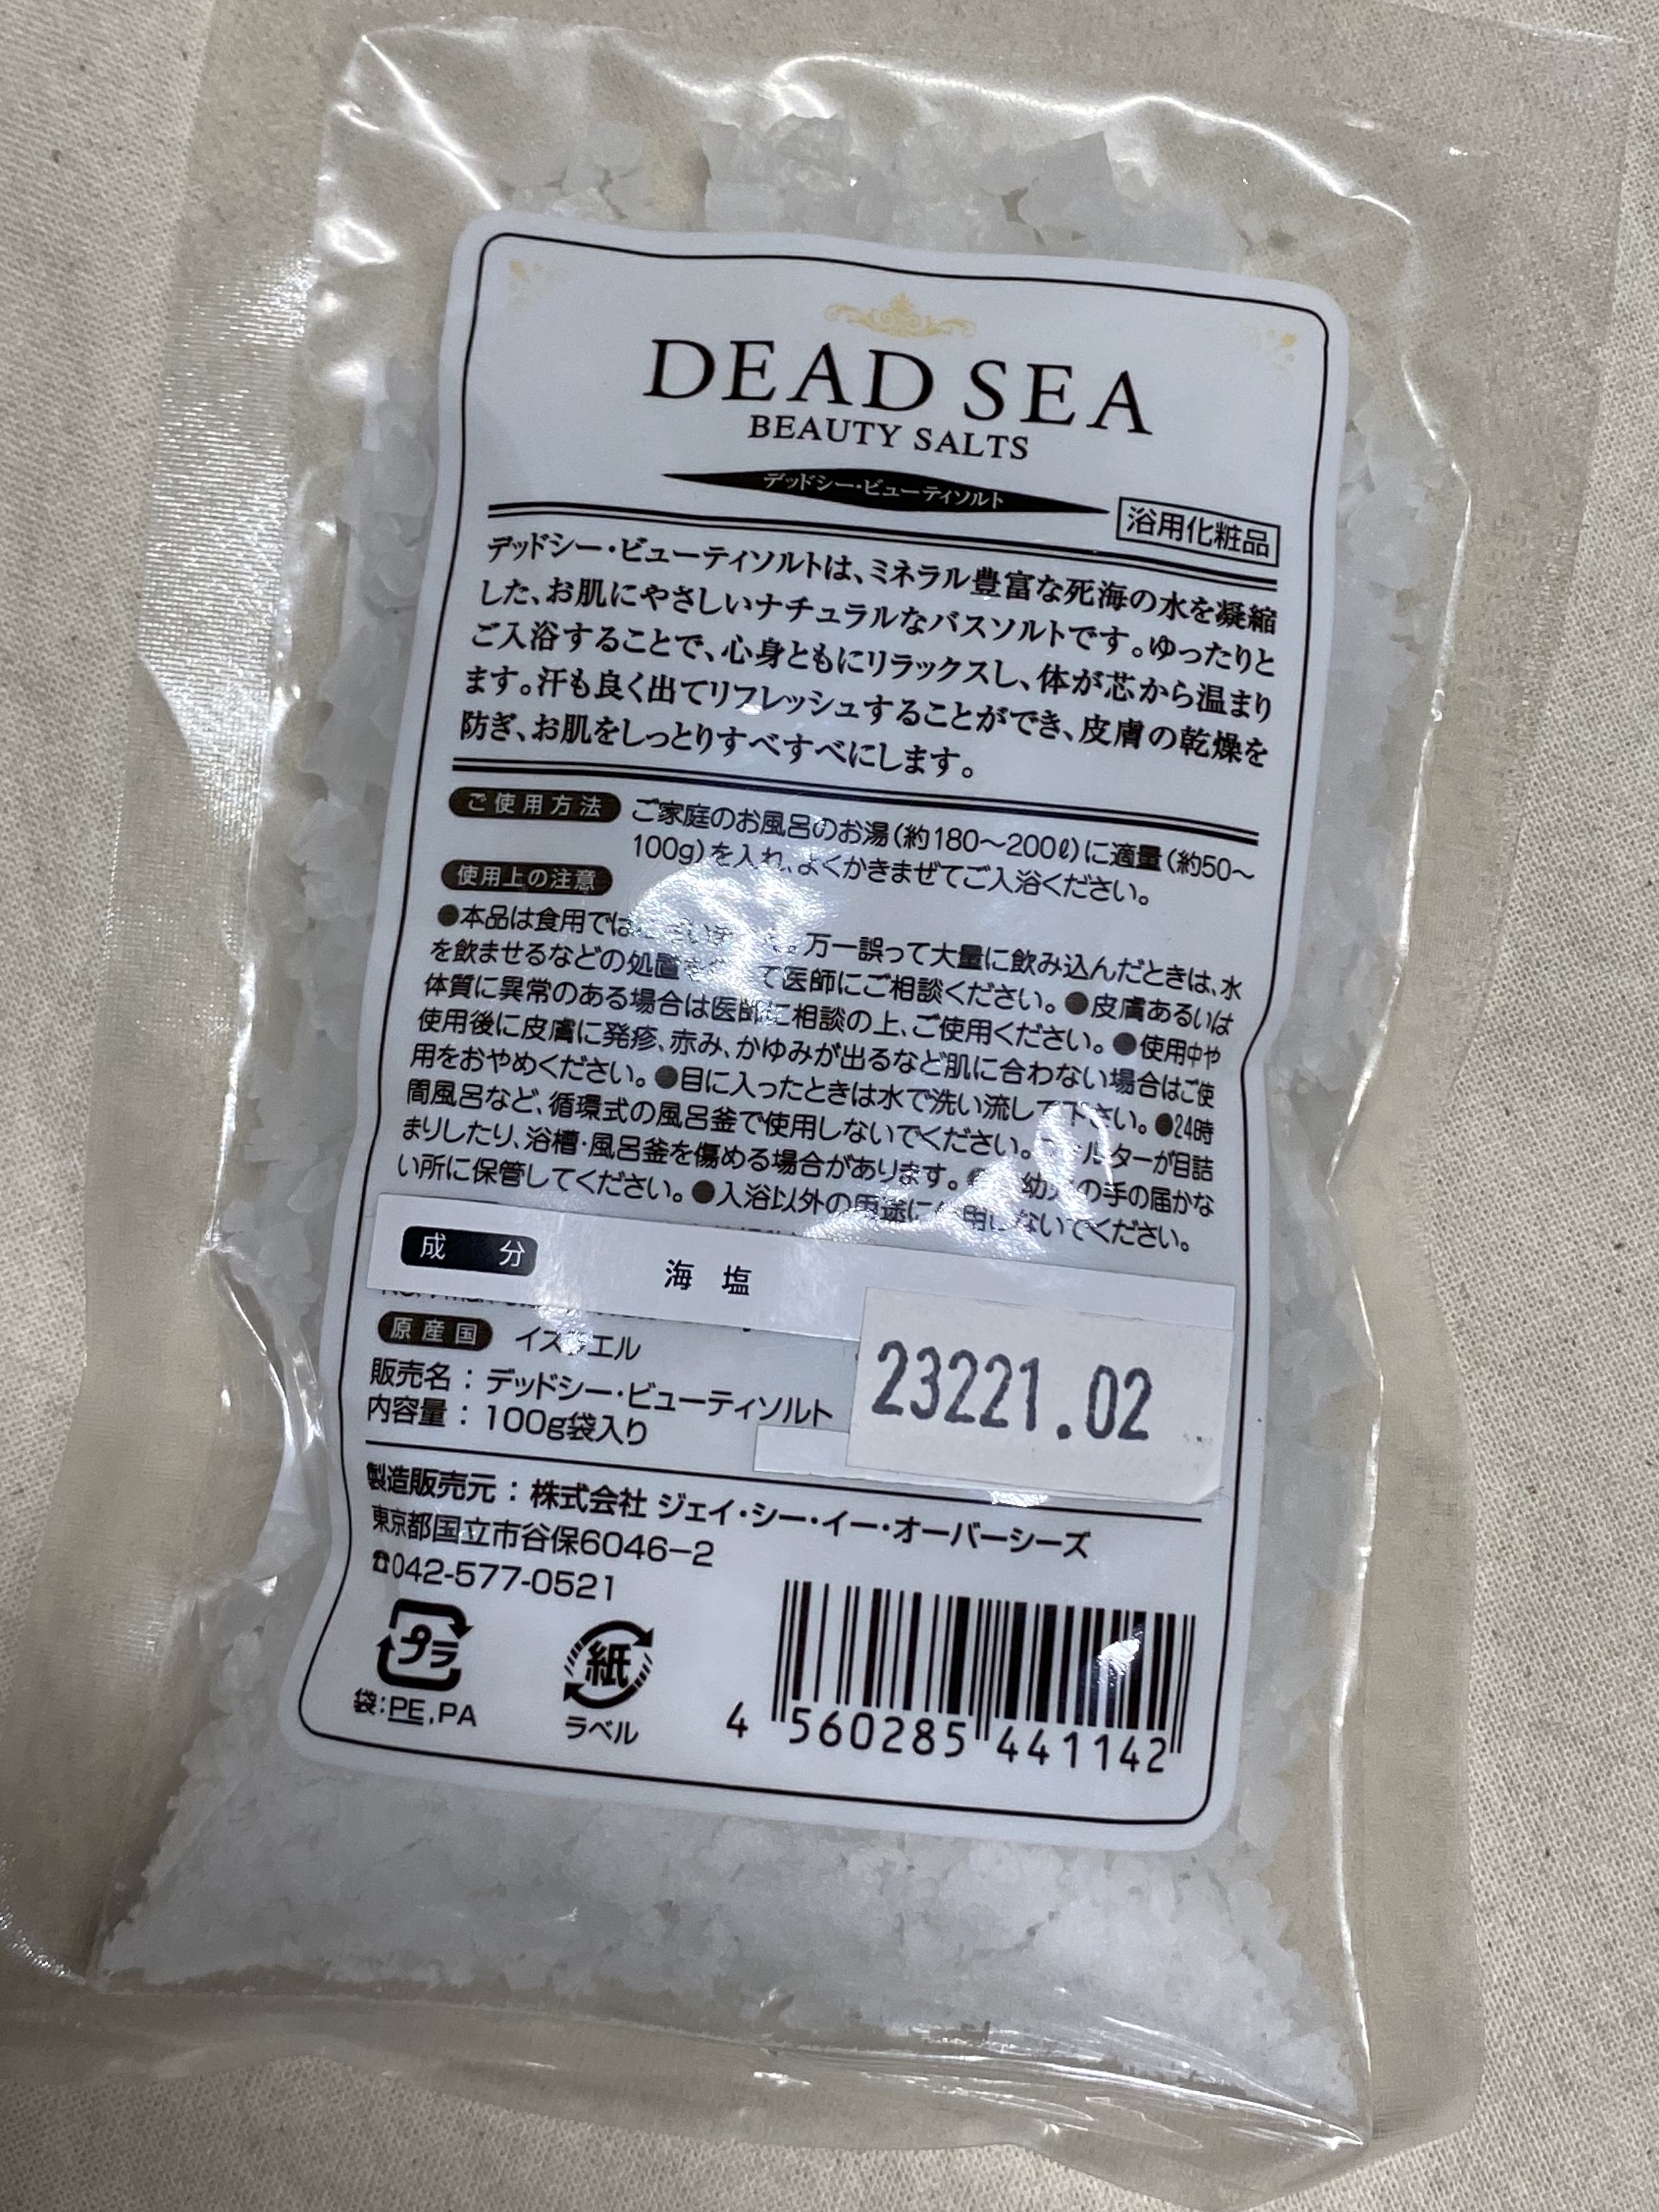 DEAD SEA
BEAUTY SALTS
デッドシー・ビューティソルト
浴用化粧品
デッドシー・ビューティソルトは、ミネラル豊富な死海の水を凝縮
した、お肌にやさしいナチュラルなバスソルトです。ゆったりと
ご入浴することで、心身ともにリラックスし、体が芯から温まり
ます。汗も良く出てリフレッシュすることができ、皮膚の乾燥を
防ぎ、お肌をしっとりすべすべにします。
ご使用方法 ご家庭のお風呂のお湯(約180〜200ℓ)に適量(約50〜
100g)を入れ、よくかきまぜてご入浴ください。
使用上の注意
●本品は食用では 万一誤って大量に飲み込んだときは、水
を飲ませるなどの処置 て医師にご相談ください。●皮膚あるいは
体質に異常のある場合は医師に相談の上、ご使用ください。●使用中や
使用後に皮膚に発疹、赤み、かゆみが出るなど肌に合わない場合はご使
用をおやめください。●目に入ったときは水で洗い流して下さい。●24時
間風呂など、循環式の風呂釜で使用しないでください。 ルターが目詰
まりしたり、浴槽・風呂釜を傷める場合があります。● 幼 の手の届かな
い所に保管してください。●入浴以外の用途に 用しないでください。
成 分 海 塩
原産国 イスラエル
23221.02
販売名：デッドシー・ビューティソルト
内容量：100g袋入り
製造販売元：株式会社 ジェイ・シー・イー・オーバーシーズ
東京都国立市谷保6046−2
☎042-577-0521
プラ
袋:PE,PA
紙
ラベル
4 560285 441142